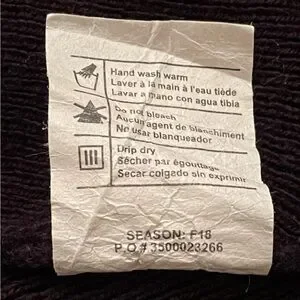 Hand wash warm
Laver à la main à l'eau tiède
Lavar a mano con agua tibia
Do not bleach
Aucun agent de blanchiment
No usar blanqueador
Drip dry
Sécher par égouttage
Secar colgado sin exprimir
SEASON: F18
P.O.# 3500023266